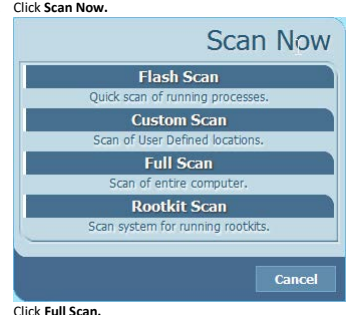 Click Scan Now.
Scan Now
Flash Scan
Quick scan of running processes.
Custom Scan
Scan of User Defined locations.
Full Scan
Scan of entire computer.
Rootkit Scan
Scan system for running rootkits.
Cancel
Click Full Scan.